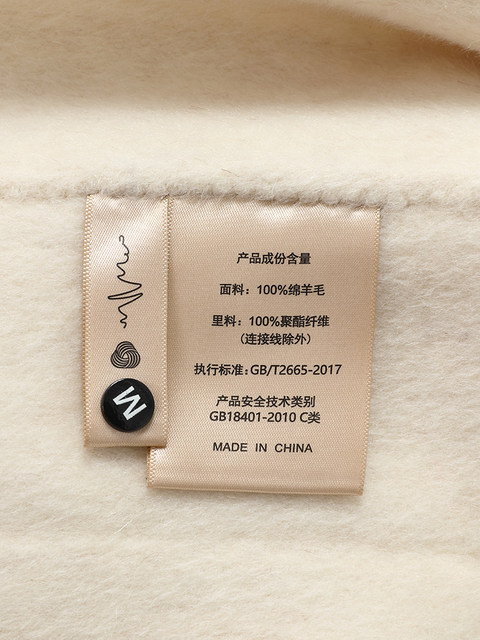 产品成份含量
面料：100%绵羊毛
里料：100%聚酯纤维
（连接线除外）
执行标准：GB/T2665-2017
产品安全技术类别
GB18401-2010 C类
MADE IN CHINA
M